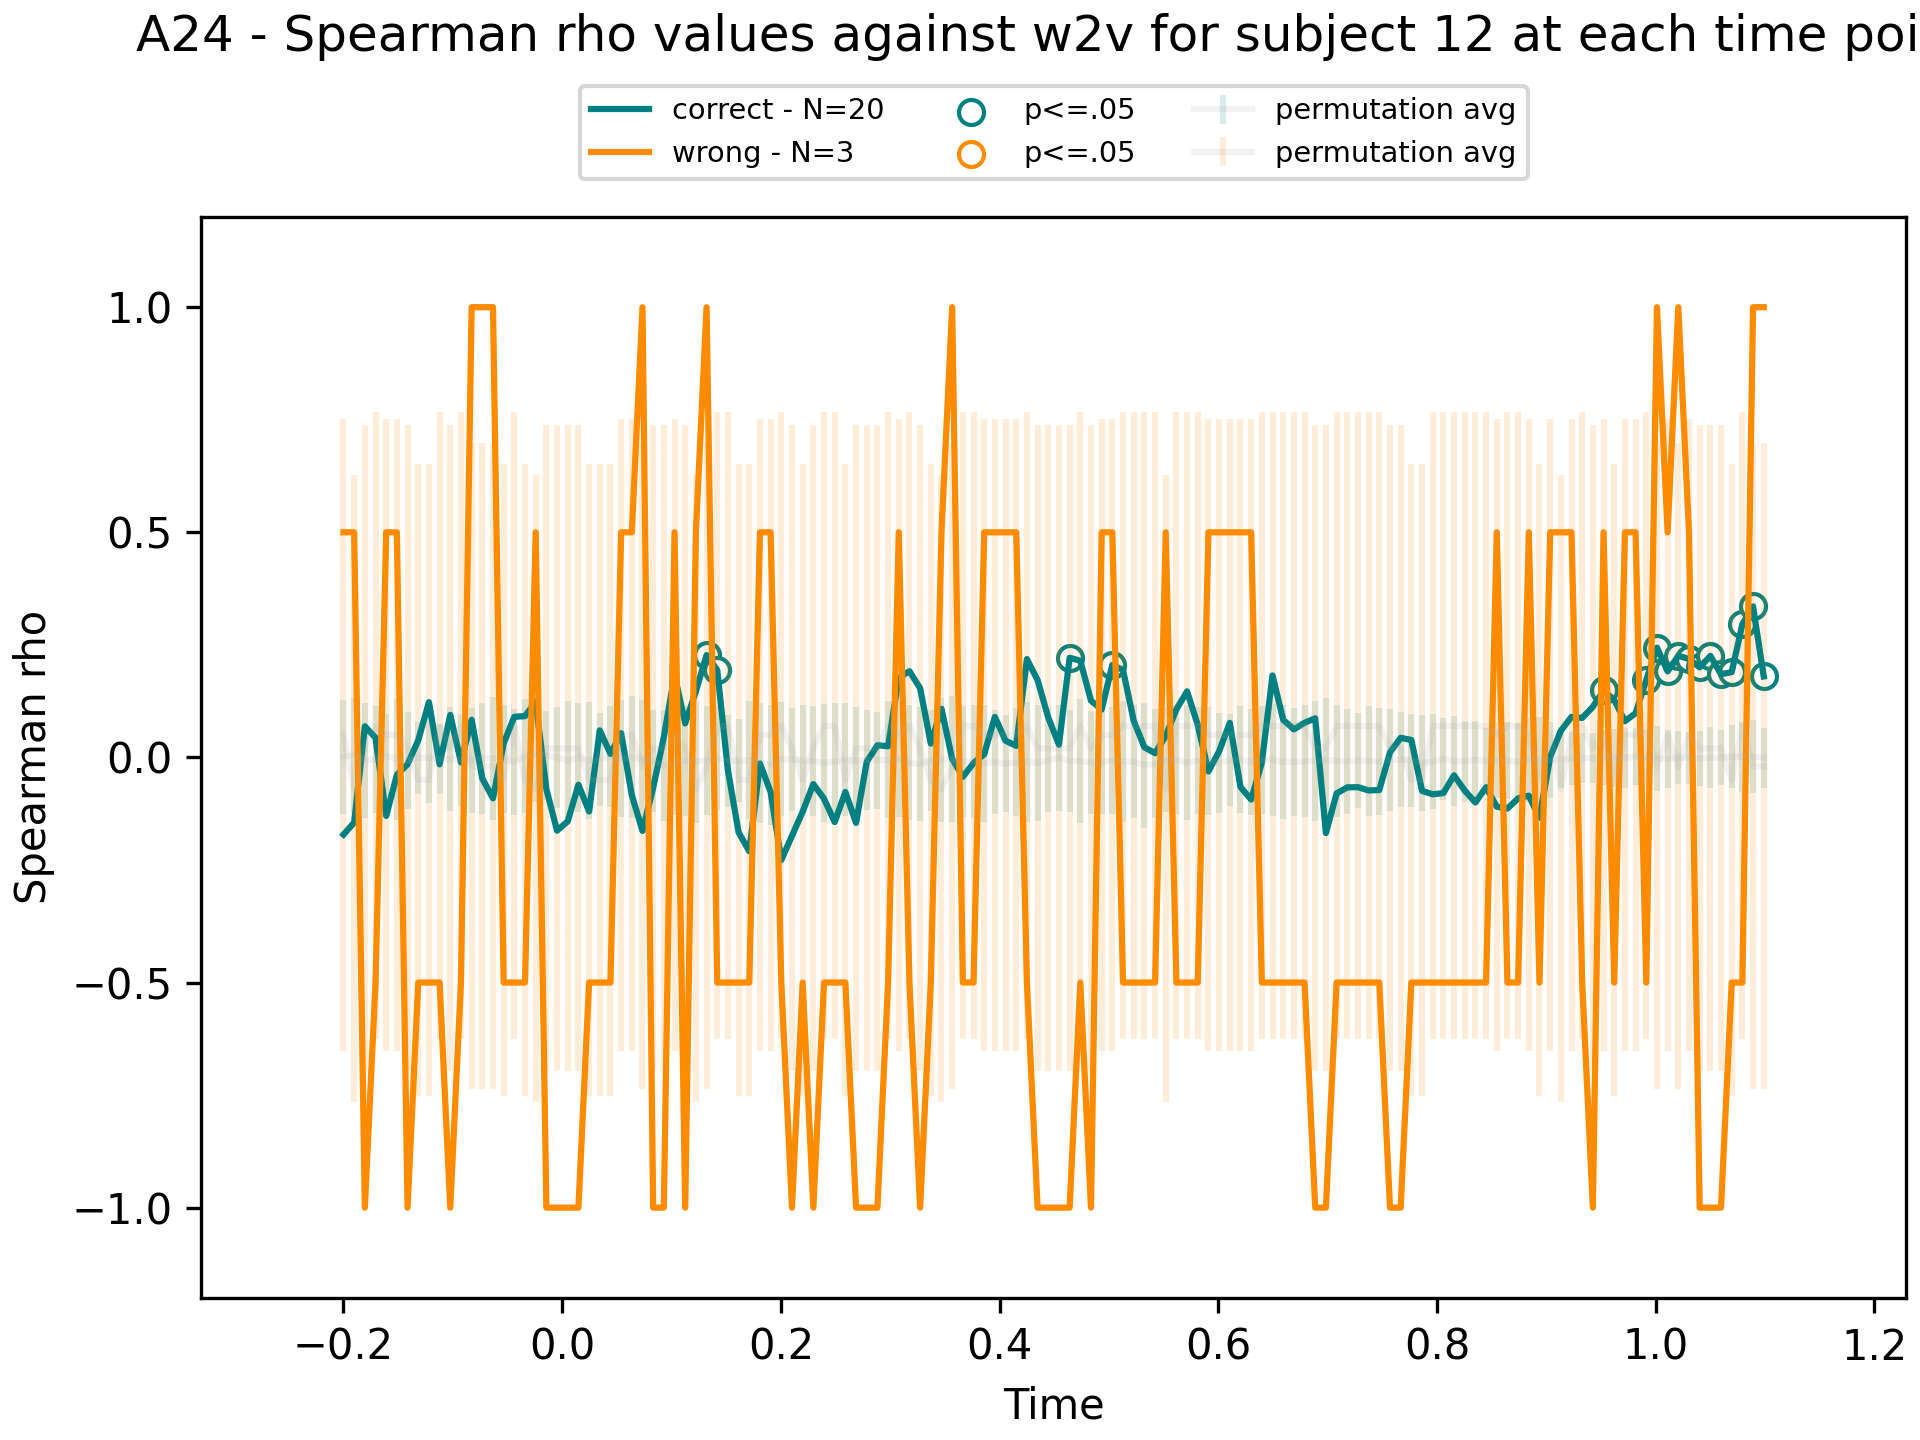 A24 - Spearman rho values against w2v for subject 12 at each time poi
correct - N=20
wrong - N=3
p<=.05
p<=.05
permutation avg
permutation avg
Spearman rho
1.0
0.5
0.0
−0.5
−1.0
−0.2
0.0
0.2
0.4
0.6
0.8
1.0
1.2
Time